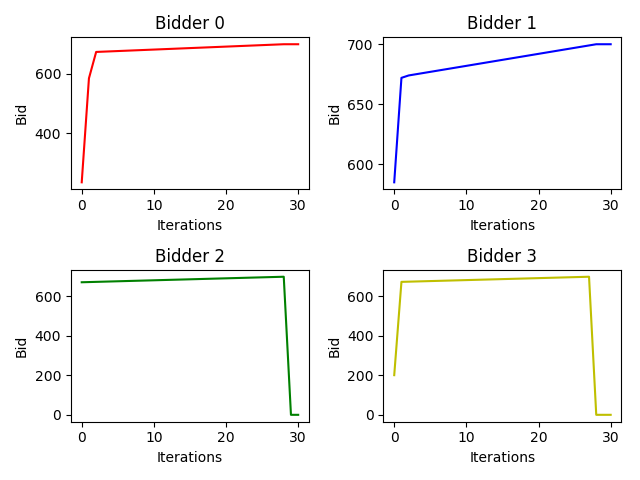 Bidder 0
600
400
Bid
0 10 20 30
Iterations
Bidder 1
700
650
600
Bid
0 10 20 30
Iterations
Bidder 2
600
400
200
0
Bid
0 10 20 30
Iterations
Bidder 3
600
400
200
0
Bid
0 10 20 30
Iterations